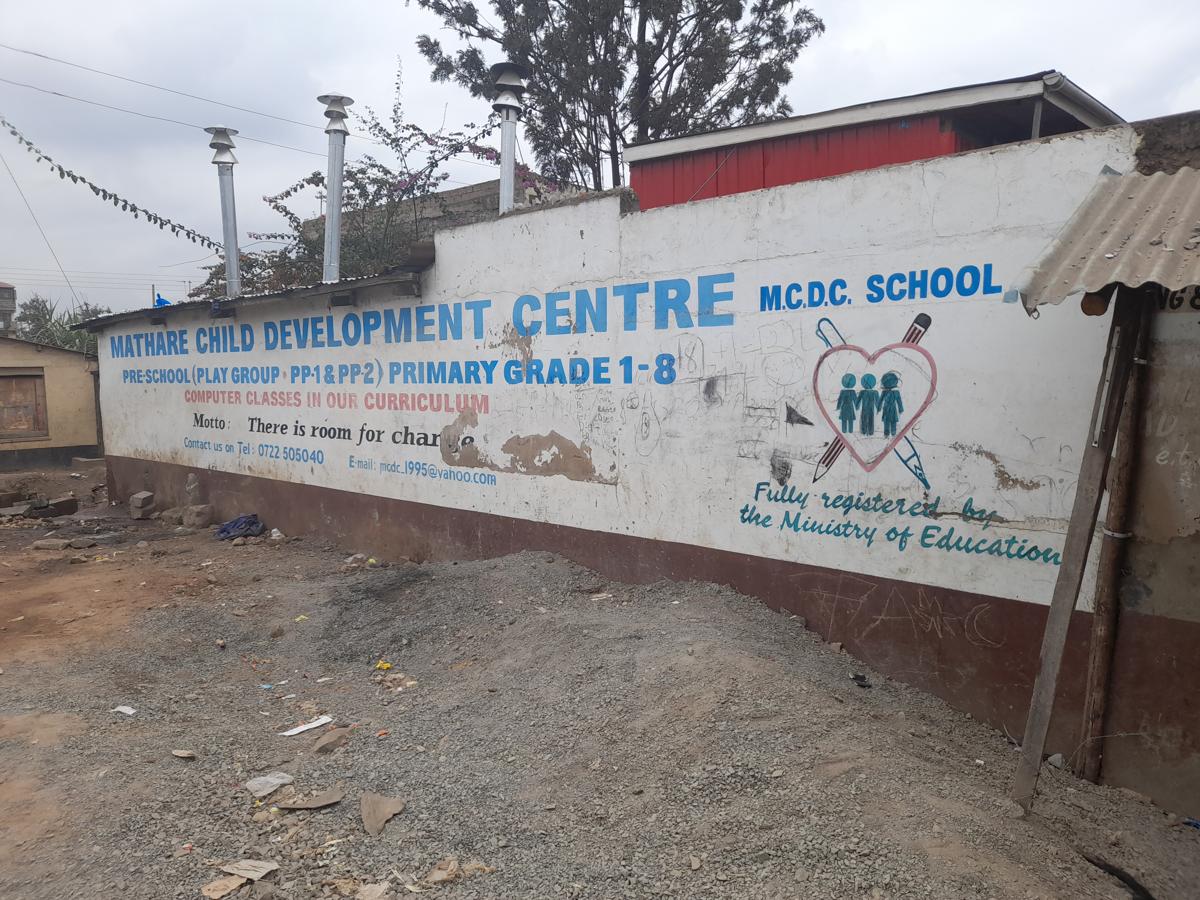 MATHARE CHILD DEVELOPMENT CENTRE
M.C.D.C. SCHOOL
PRE-SCHOOL (PLAY GROUP • PP-1 & PP-2) PRIMARY GRADE 1-8
COMPUTER CLASSES IN OUR CURRICULUM
Motto: There is room for change
Contact us on Tel: 0722 505040
E-mail: mcdc_1995@yahoo.com
Fully registered by
the Ministry of Education